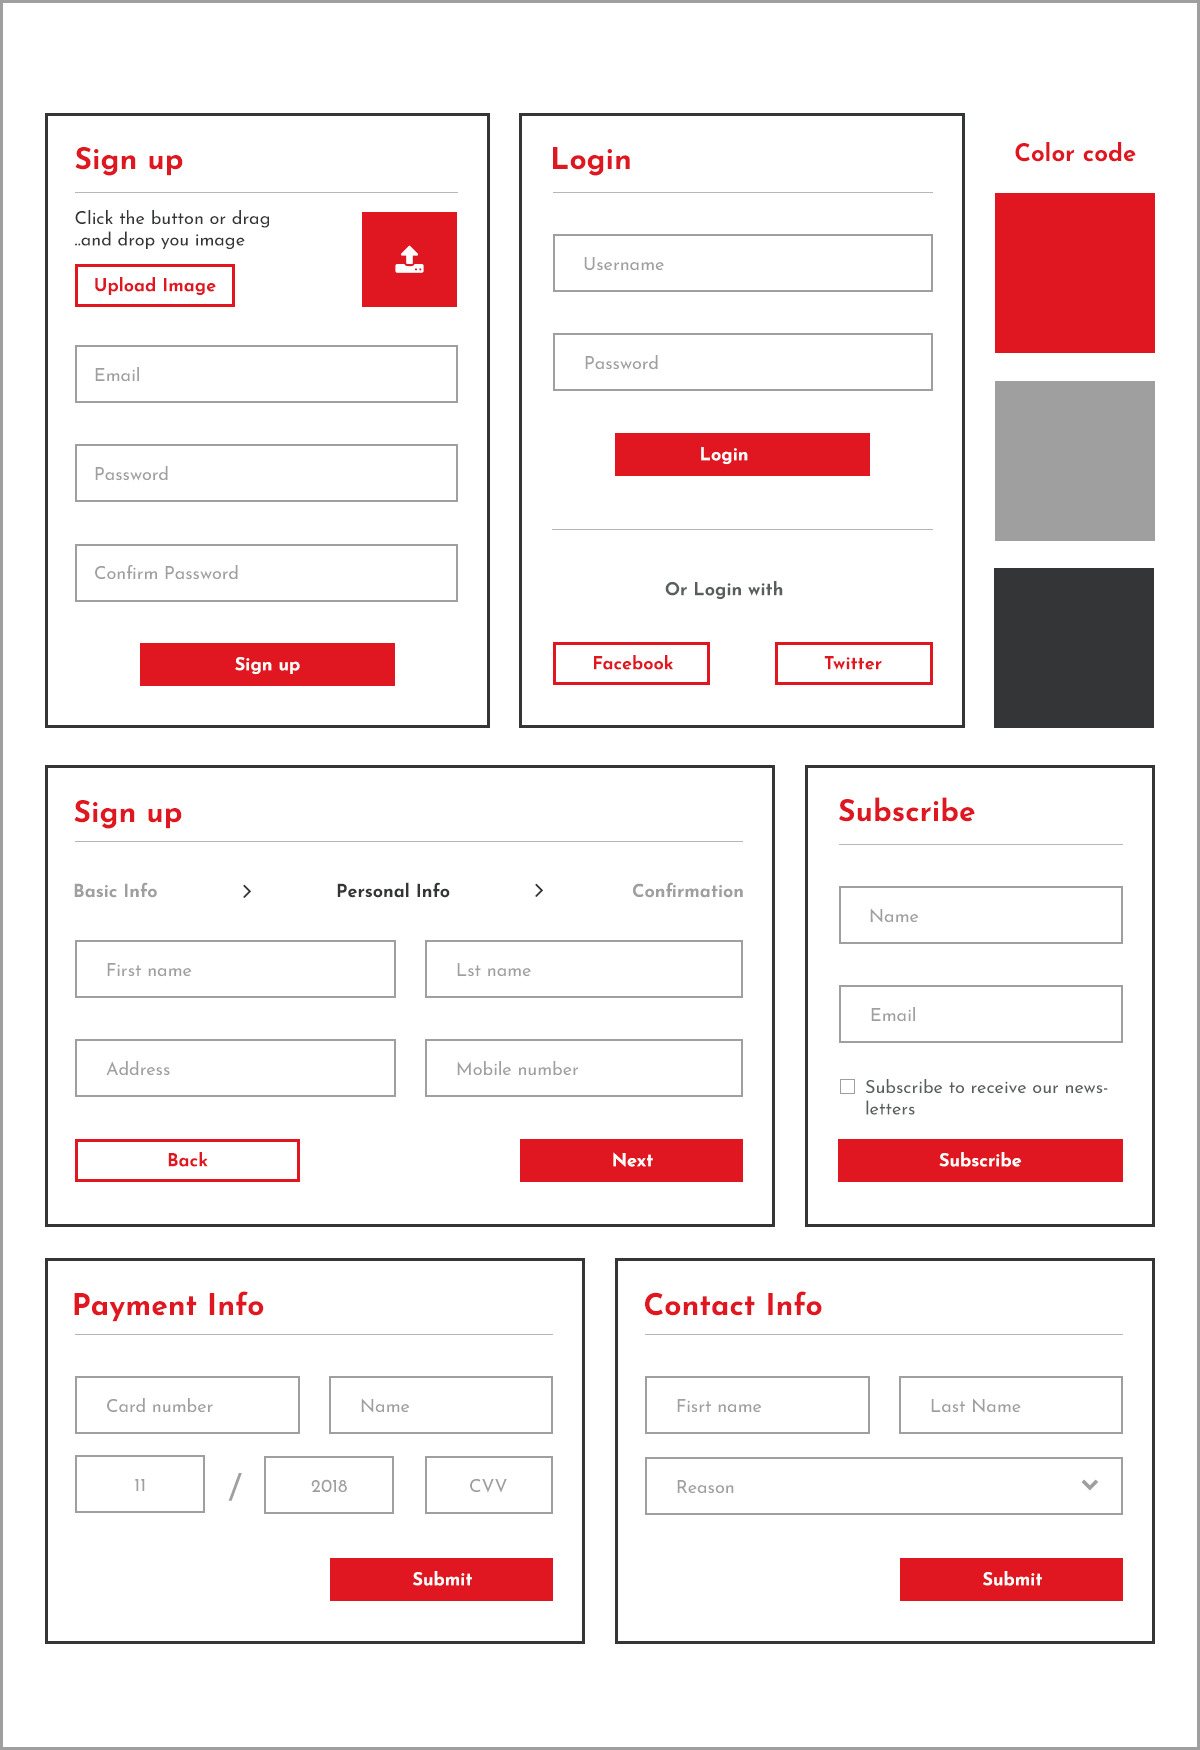 Sign up
Click the button or drag
..and drop you image
Upload Image
Email
Password
Confirm Password
Sign up
Login
Username
Password
Login
Or Login with
Facebook
Twitter
Color code
Sign up
Basic Info > Personal Info > Confirmation
First name
Lst name
Address
Mobile number
Back
Next
Subscribe
Name
Email
Subscribe to receive our news-
letters
Subscribe
Payment Info
Card number
Name
11 / 2018
CVV
Submit
Contact Info
Fisrt name
Last Name
Reason
Submit